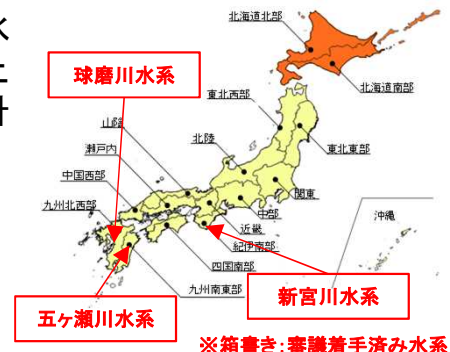 水
計
北海道北部
北海道南部
球磨川水系
東北西部
山陰
北陸
東北東部
瀬戸内
中国西部
関東
九州北西部
中部
近畿
沖縄
紀伊南部
四国南部
九州南東部
五ヶ瀬川水系
新宮川水系
※箱書き:審議着手済み水系